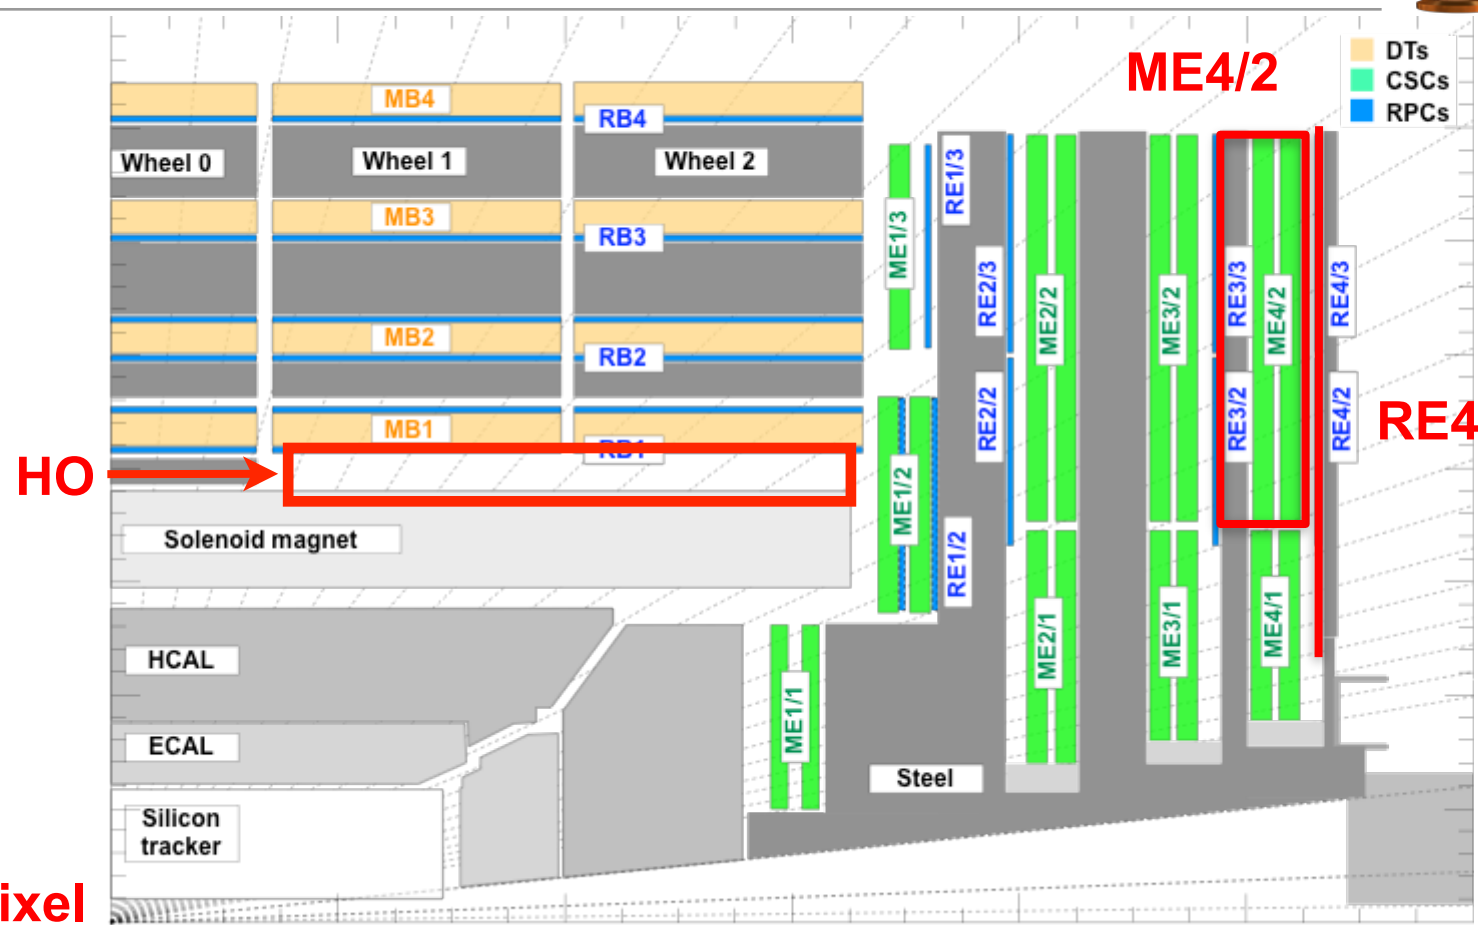 ME4/2
DTs
CSCs
RPCs
MB4
RB4
Wheel 0
Wheel 1
Wheel 2
MB3
RB3
MB2
RB2
MB1
RB1
HO
Solenoid magnet
HCAL
ECAL
Silicon
tracker
ixel
ME1/3
RE1/3
RE2/3
ME2/2
ME3/2
RE3/3
ME4/2
RE4/3
RE2/2
RE3/2
RE4/2
RE4
ME1/2
RE1/2
ME2/1
ME3/1
ME4/1
ME1/1
Steel